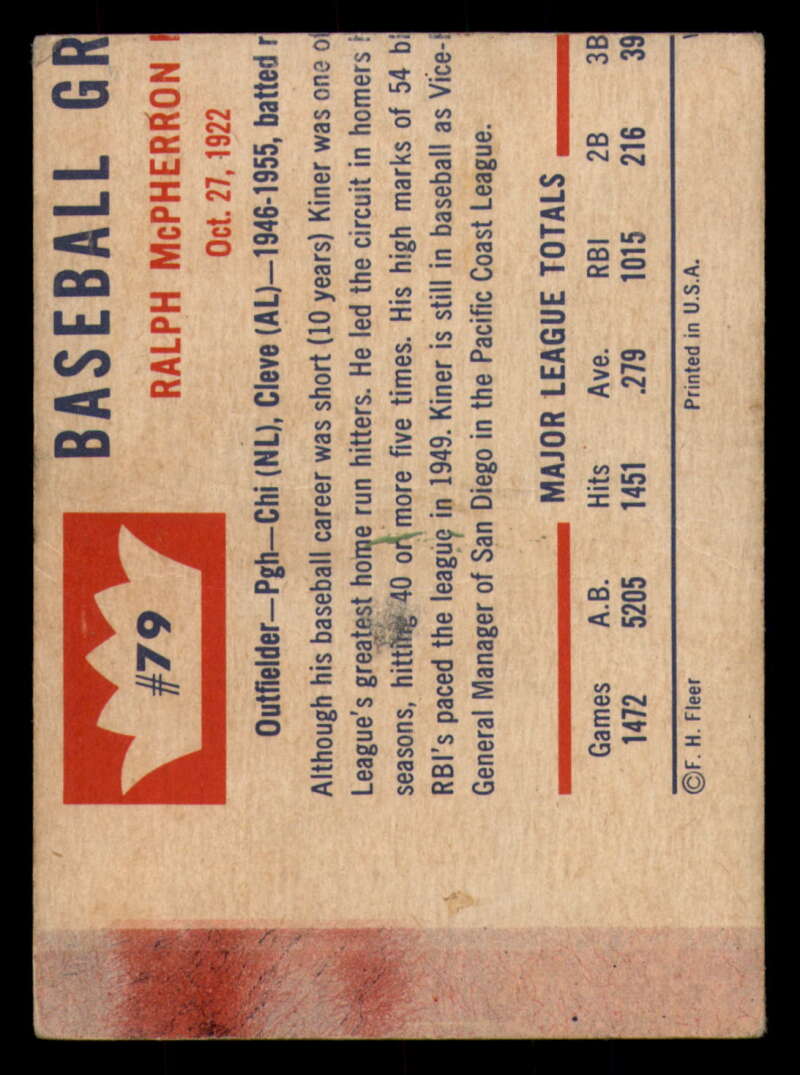 #79
BASEBALL GR
RALPH McPHERRON
Oct. 27, 1922
Outfielder—Pgh—Chi (NL), Cleve (AL)—1946-1955, batted r
Although his baseball career was short (10 years) Kiner was one of
League's greatest home run hitters. He led the circuit in homers
seasons, hitting 40 or more five times. His high marks of 54
RBI's paced the league in 1949. Kiner is still in baseball as Vice-
General Manager of San Diego in the Pacific Coast League.
MAJOR LEAGUE TOTALS
Games A.B. Hits Ave. RBI 2B 3B
1472 5205 1451 .279 1015 216 39
©F. H. Fleer Printed in U.S.A.